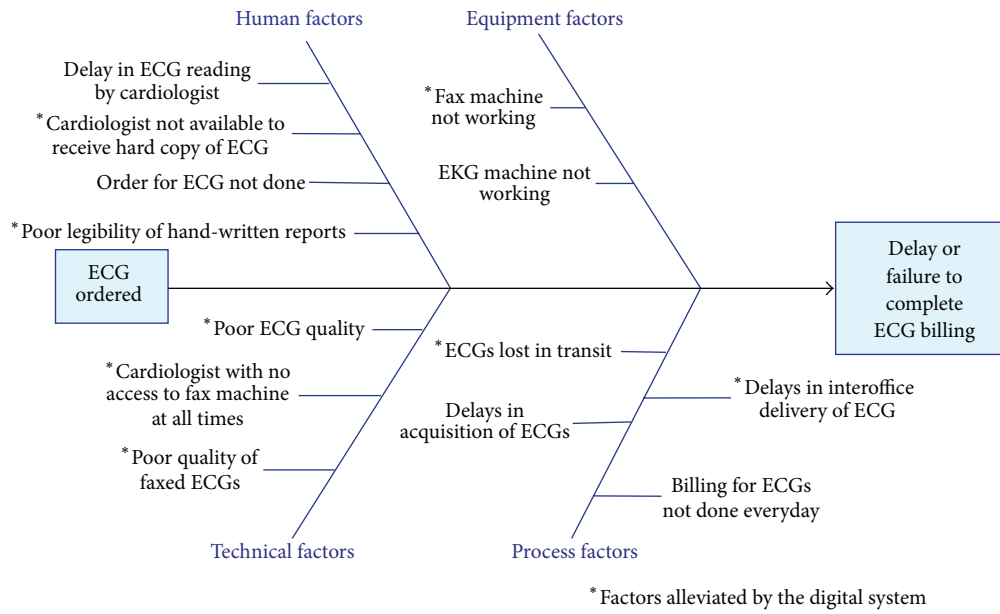 Human factors
Equipment factors
Delay in ECG reading
by cardiologist
*Cardiologist not available to
receive hard copy of ECG
Order for ECG not done
*Poor legibility of hand-written reports
*Fax machine
not working
EKG machine not
working
ECG
ordered
Delay or
failure to
complete
ECG billing
*Poor ECG quality
*Cardiologist with no
access to fax machine
at all times
*Poor quality of
faxed ECGs
*ECGs lost in transit
*Delays in interoffice
delivery of ECG
Delays in
acquisition of ECGs
Billing for ECGs
not done everyday
Technical factors
Process factors
*Factors alleviated by the digital system